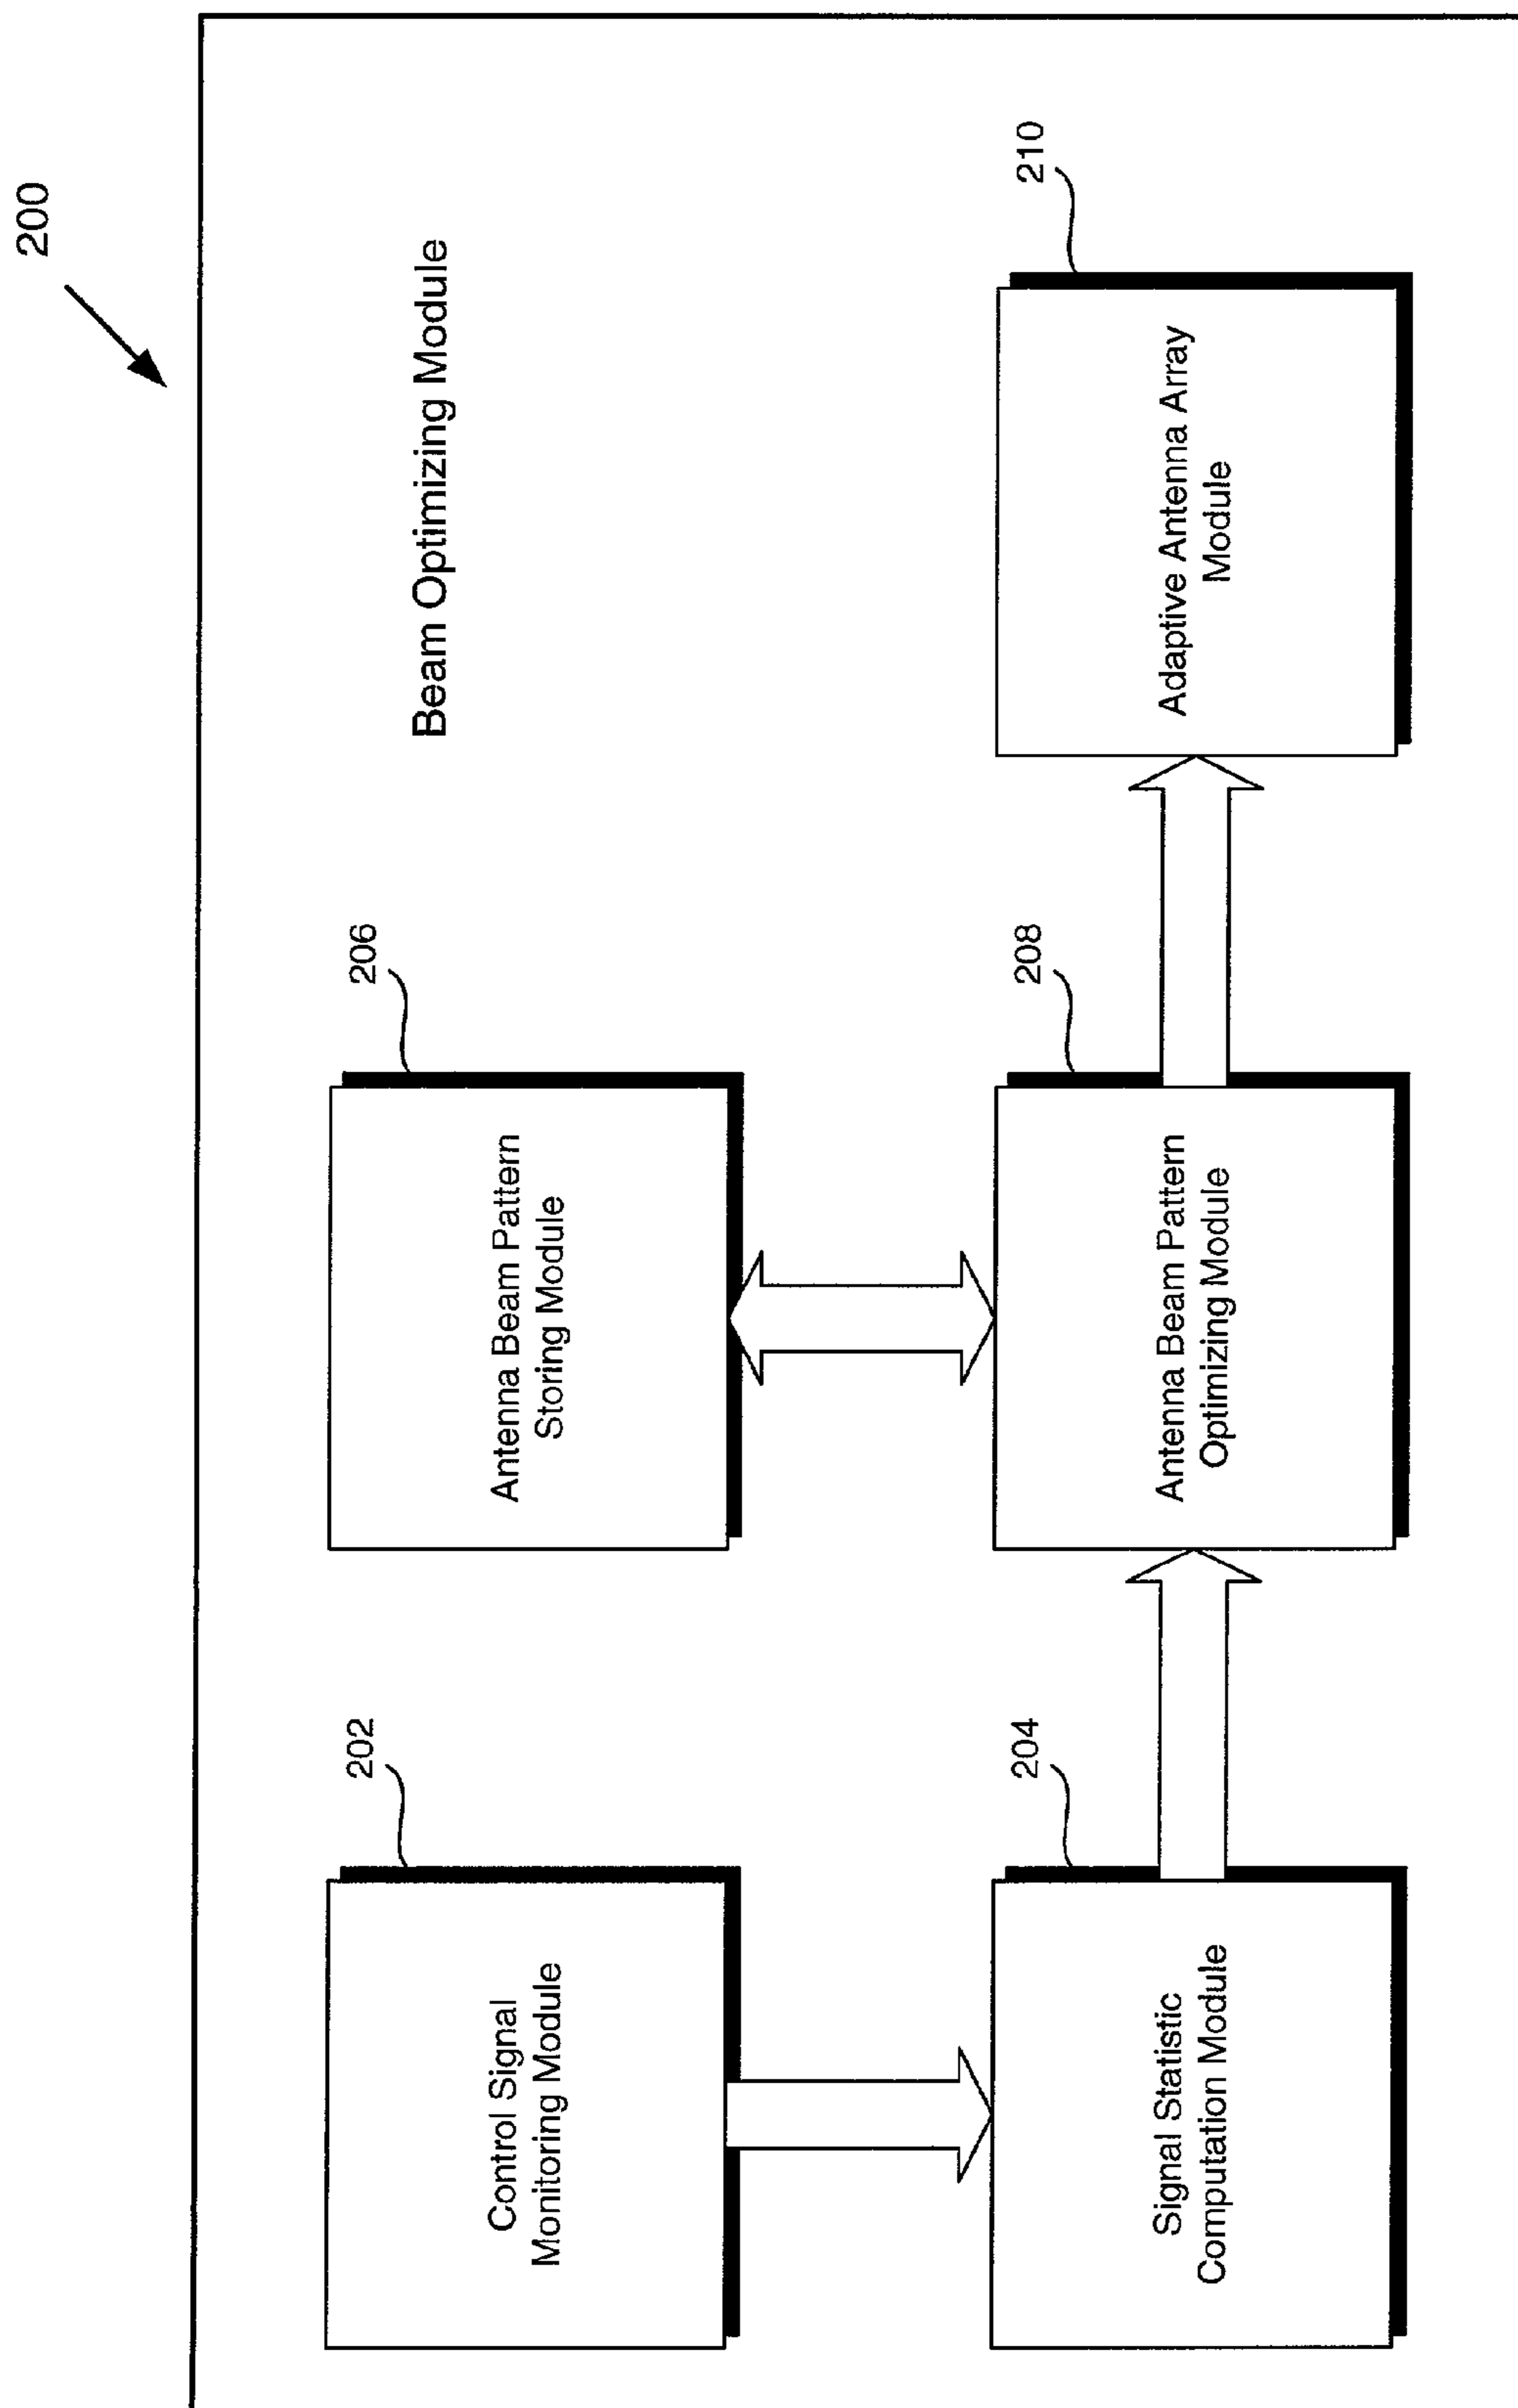 200
Beam Optimizing Module
202
Control Signal
Monitoring Module
206
Antenna Beam Pattern
Storing Module
204
Signal Statistic
Computation Module
208
Antenna Beam Pattern
Optimizing Module
210
Adaptive Antenna Array
Module